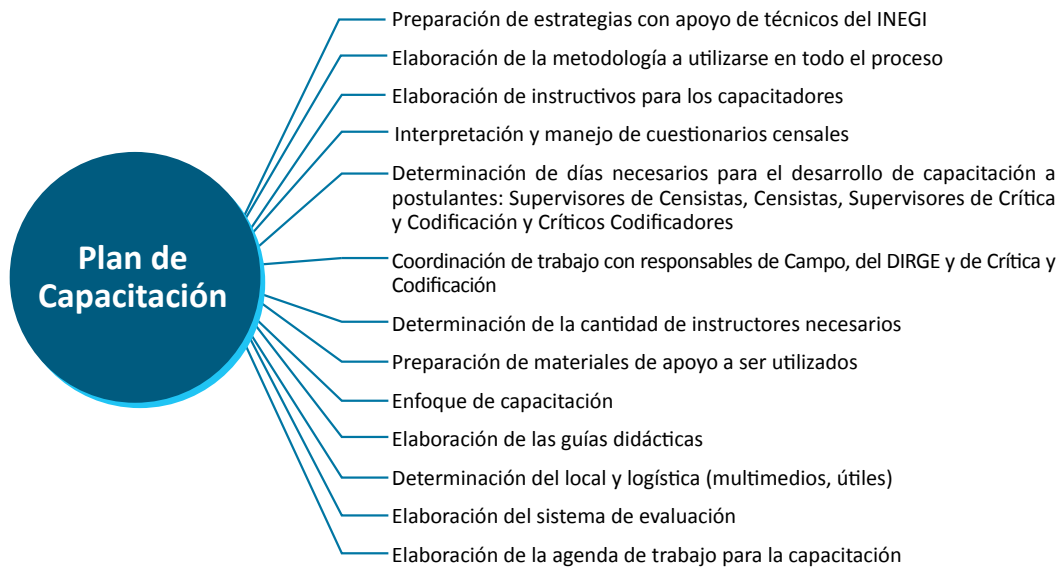 Preparación de estrategias con apoyo de técnicos del INEGI
Elaboración de la metodología a utilizarse en todo el proceso
Elaboración de instructivos para los capacitadores
Interpretación y manejo de cuestionarios censales
Determinación de días necesarios para el desarrollo de capacitación a
postulantes: Supervisores de Censistas, Censistas, Supervisores de Crítica
y Codificación y Críticos Codificadores
Plan de
Capacitación
Coordinación de trabajo con responsables de Campo, del DIRGE y de Crítica y
Codificación
Determinación de la cantidad de instructores necesarios
Preparación de materiales de apoyo a ser utilizados
Enfoque de capacitación
Elaboración de las guías didácticas
Determinación del local y logística (multimedios, útiles)
Elaboración del sistema de evaluación
Elaboración de la agenda de trabajo para la capacitación